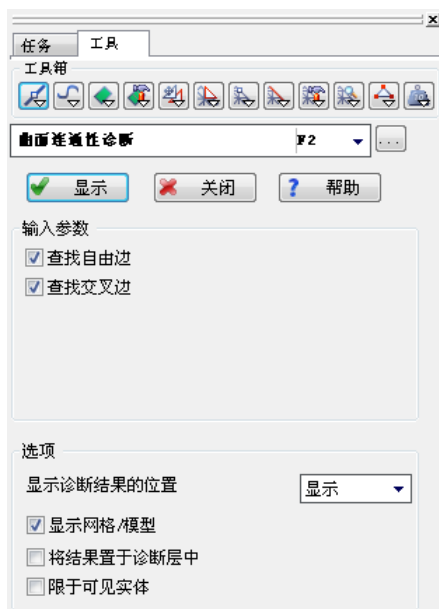 任务 工具
工具箱
曲面连通性诊断 F2 ...
显示 关闭 ? 帮助
输入参数
查找自由边
查找交叉边
选项
显示诊断结果的位置 显示
显示网格/模型
将结果置于诊断层中
限于可见实体